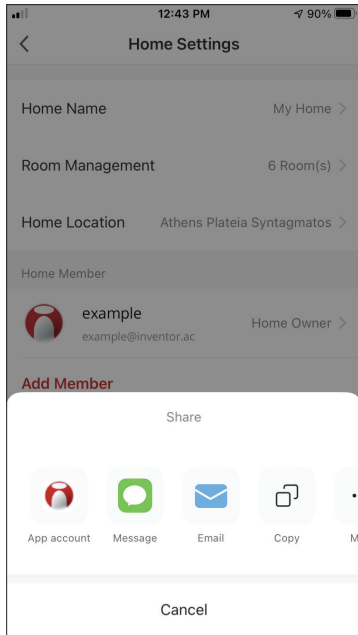 12:43 PM 90%
Home Settings
Home Name My Home
Room Management 6 Room(s)
Home Location Athens Plateia Syntagmatos
Home Member
example
example@inventor.ac
Home Owner
Add Member
Share
App account Message Email Copy M
Cancel